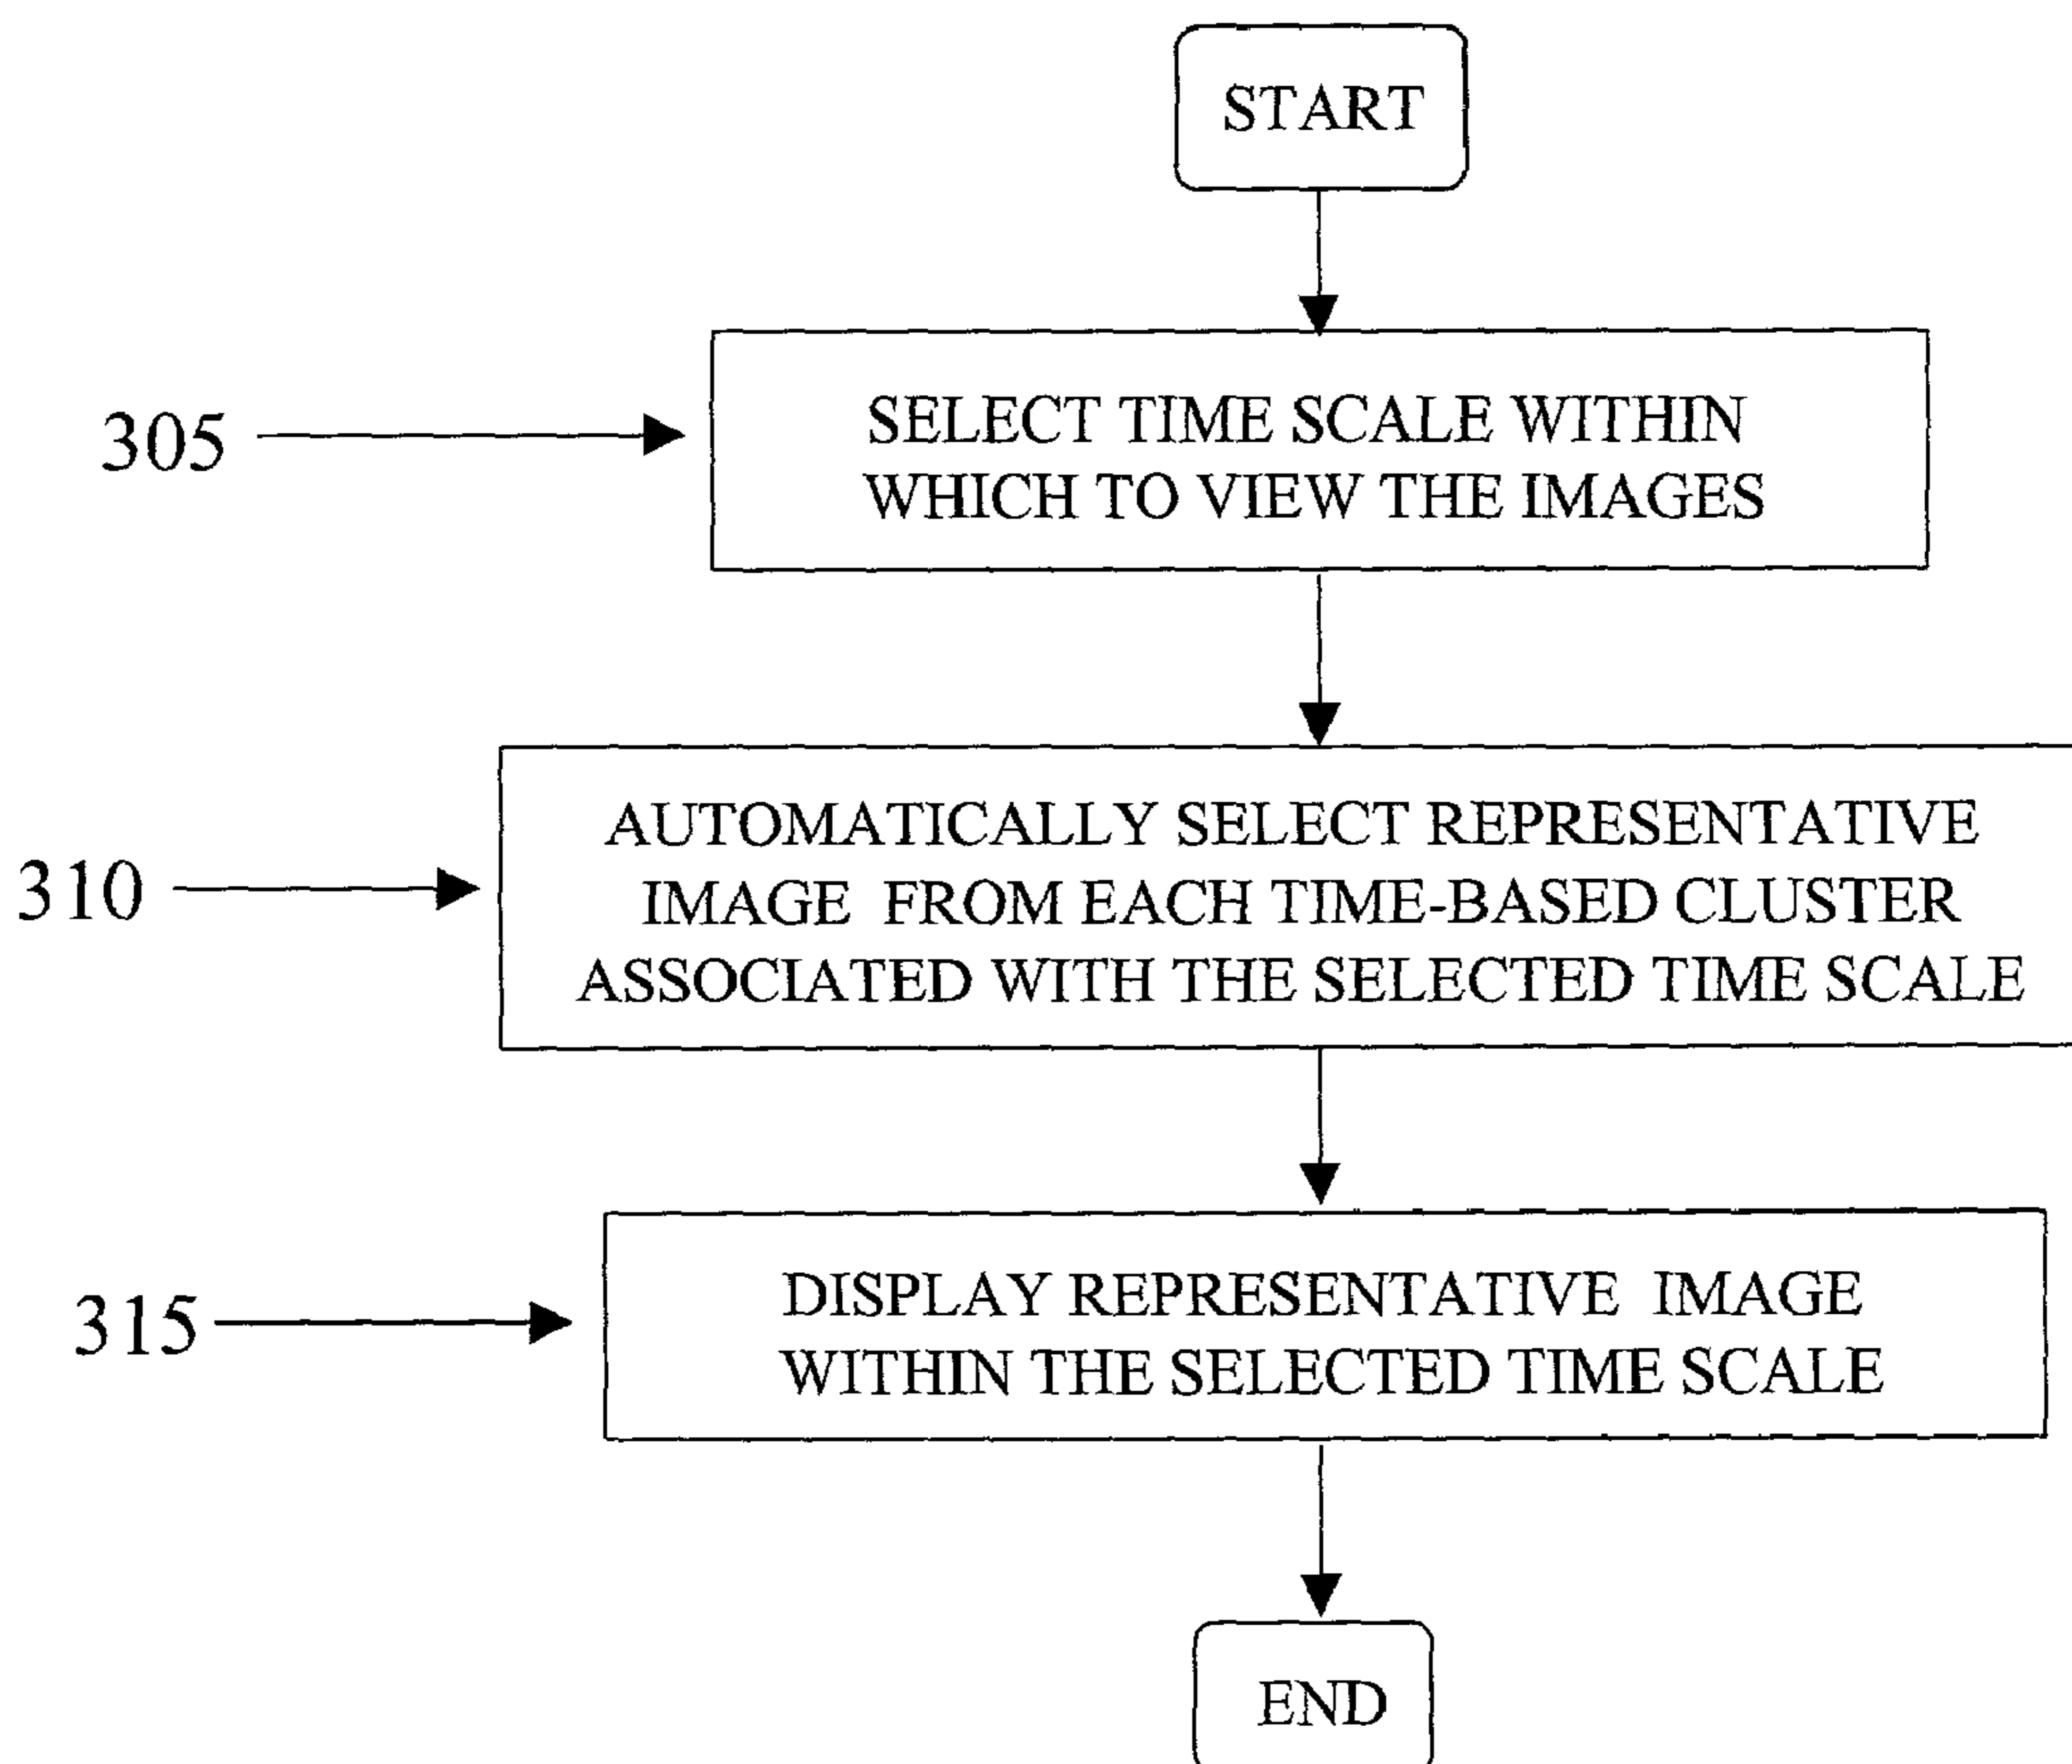 START
305
SELECT TIME SCALE WITHIN
WHICH TO VIEW THE IMAGES
310
AUTOMATICALLY SELECT REPRESENTATIVE
IMAGE FROM EACH TIME-BASED CLUSTER
ASSOCIATED WITH THE SELECTED TIME SCALE
315
DISPLAY REPRESENTATIVE IMAGE
WITHIN THE SELECTED TIME SCALE
END